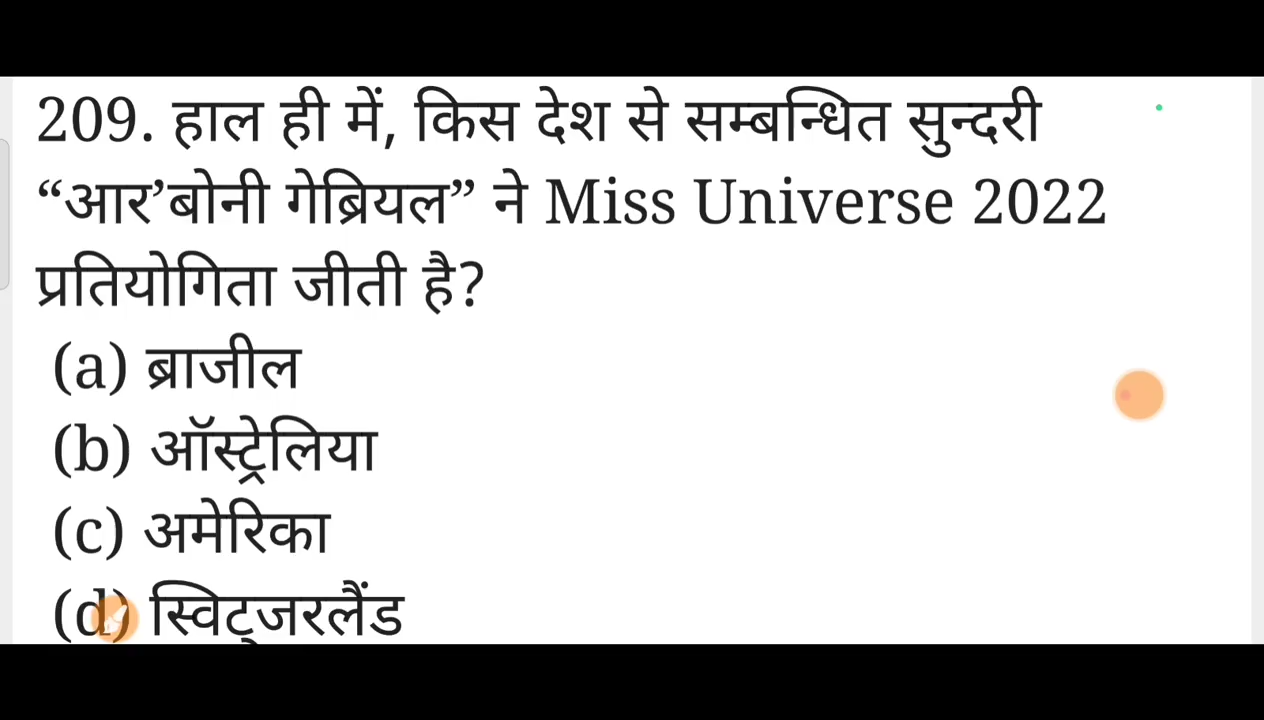 209. हाल ही में, किस देश से सम्बन्धित सुन्दरी
“आर’बोनी गेब्रियल” ने Miss Universe 2022
प्रतियोगिता जीती है?
(a) ब्राजील
(b) ऑस्ट्रेलिया
(c) अमेरिका
(d) स्विट्जरलैंड